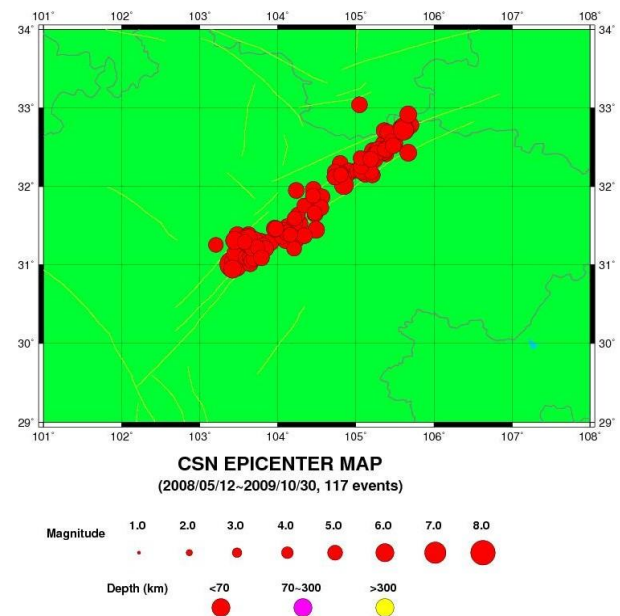 101° 102° 103° 104° 105° 106° 107° 108°
34° 34°
33° 33°
32° 32°
31° 31°
30° 30°
29° 29°
101° 102° 103° 104° 105° 106° 107° 108°
CSN EPICENTER MAP
(2008/05/12~2009/10/30, 117 events)
Magnitude 1.0 2.0 3.0 4.0 5.0 6.0 7.0 8.0
Depth (km) <70 70~300 >300